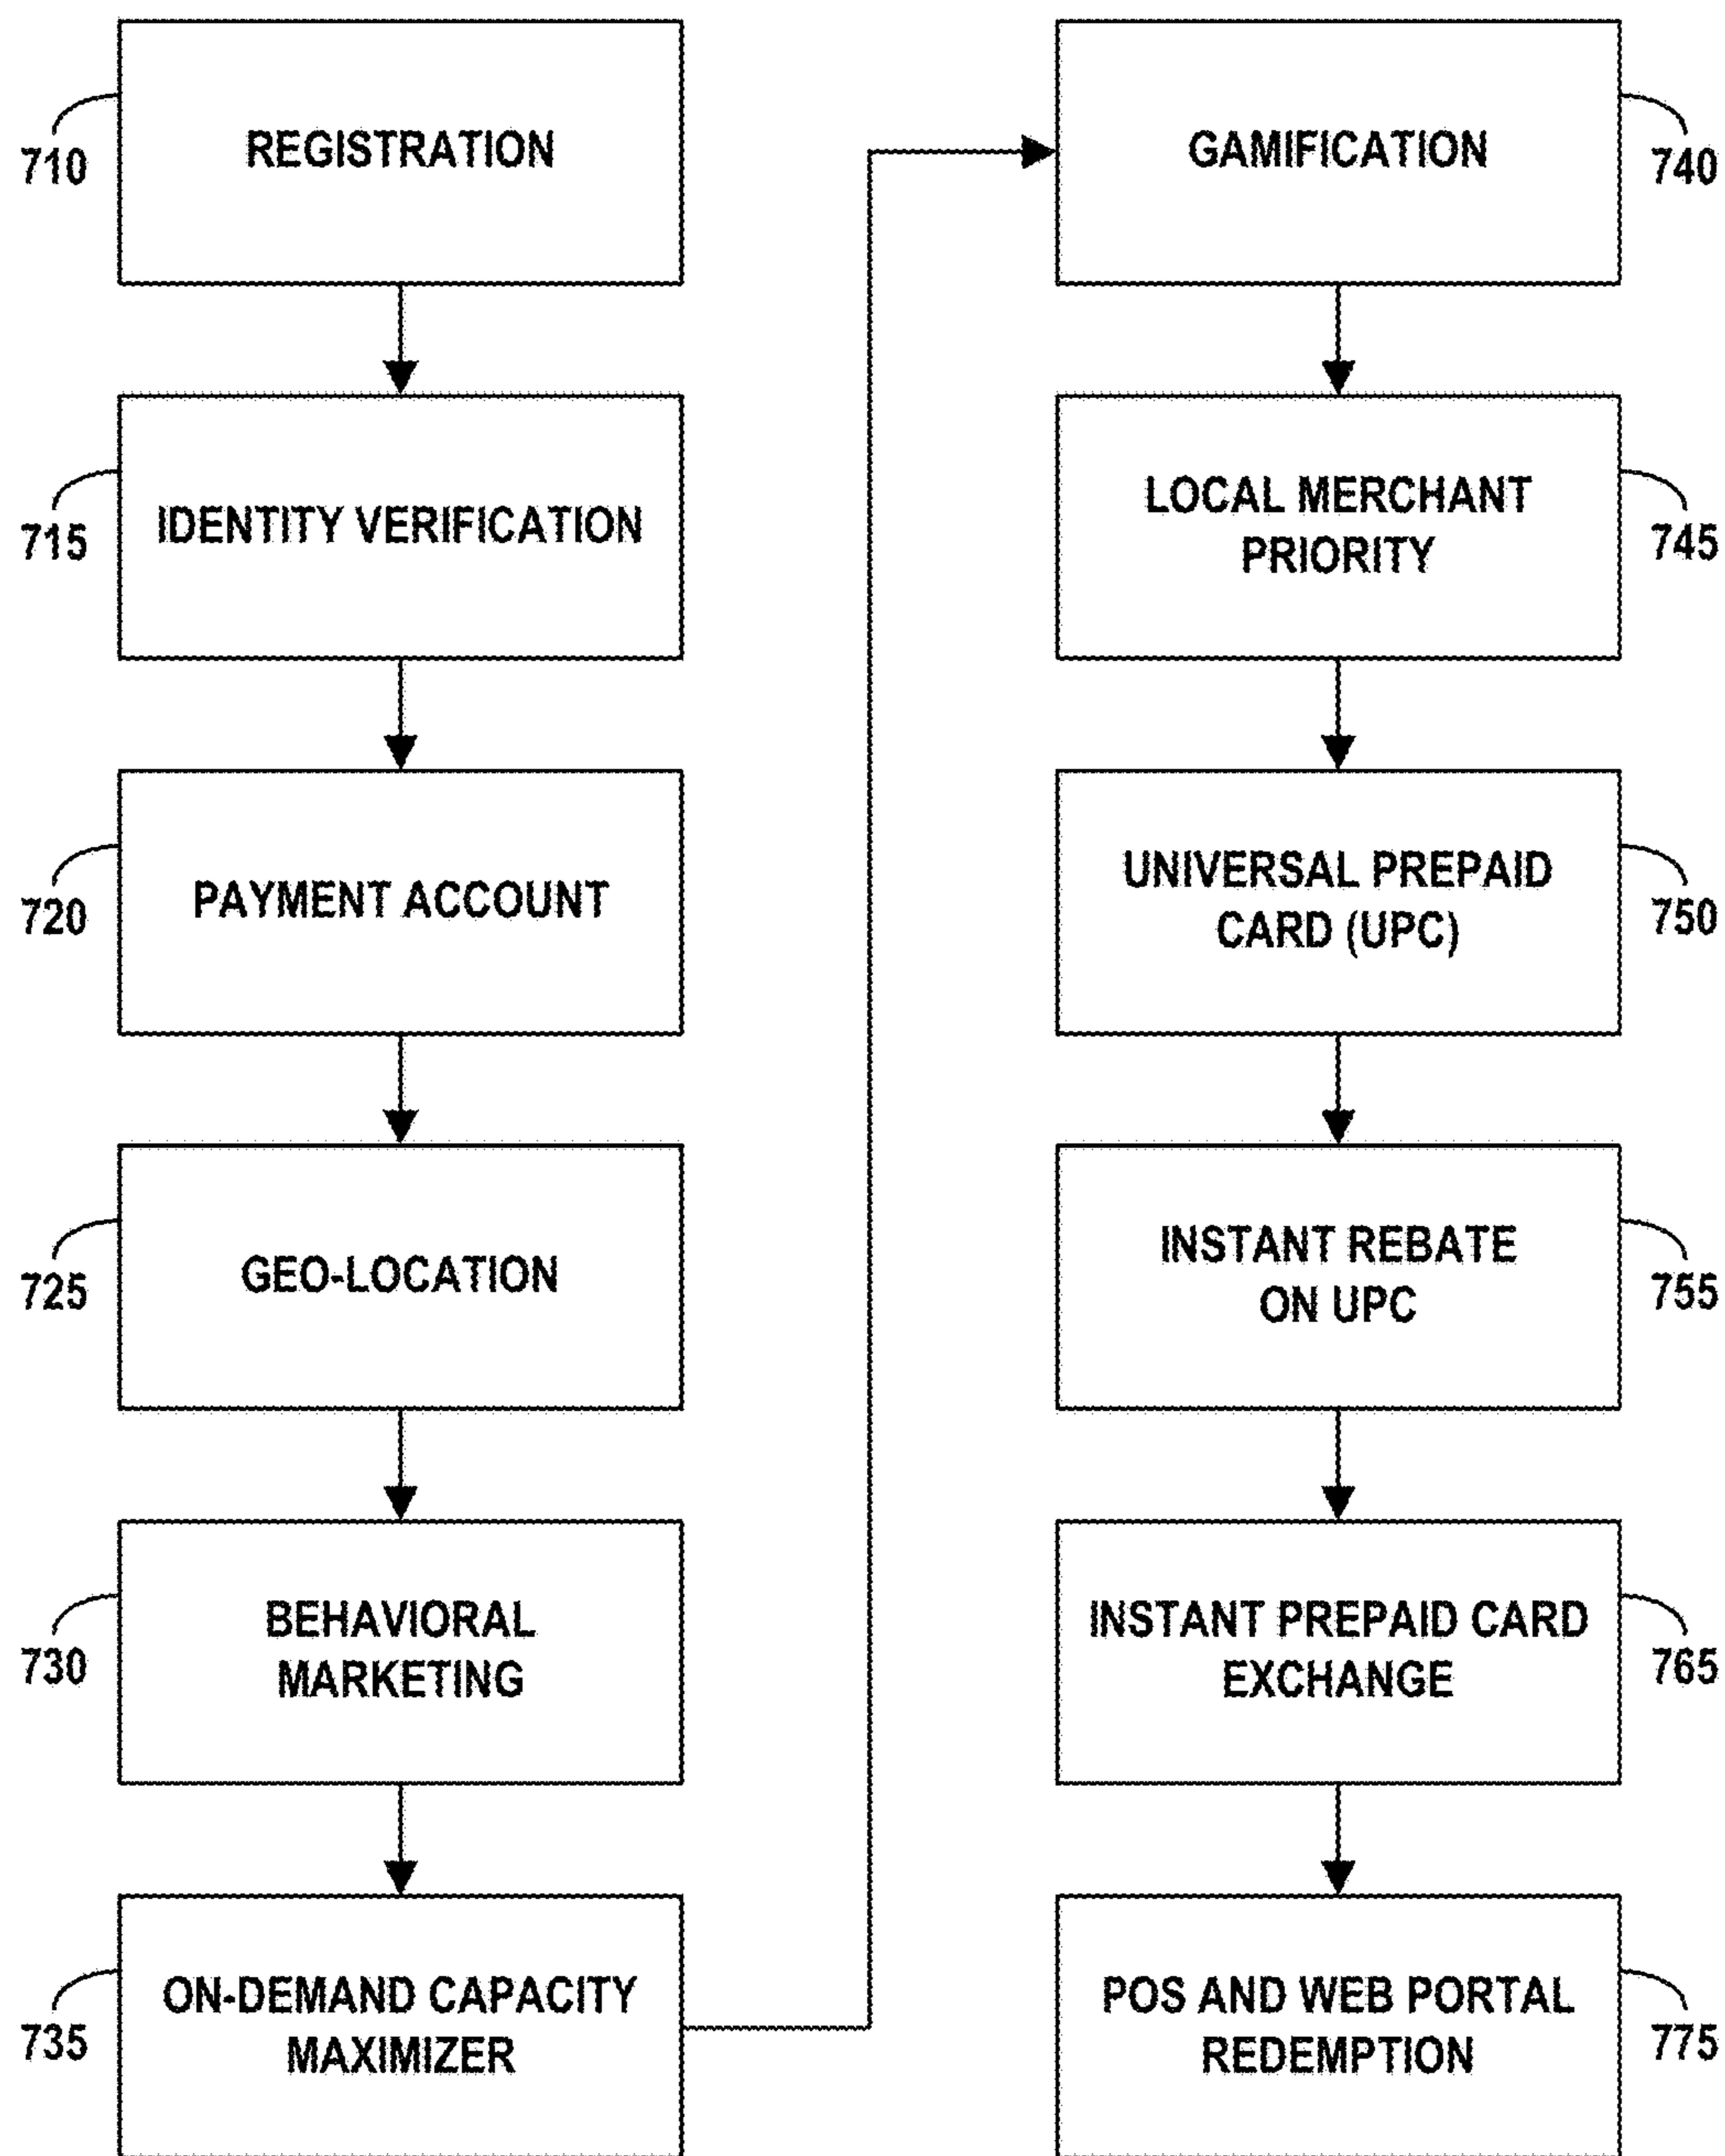 REGISTRATION
710
IDENTITY VERIFICATION
715
PAYMENT ACCOUNT
720
GEO-LOCATION
725
BEHAVIORAL
MARKETING
730
ON-DEMAND CAPACITY
MAXIMIZER
735
GAMIFICATION
740
LOCAL MERCHANT
PRIORITY
745
UNIVERSAL PREPAID
CARD (UPC)
750
INSTANT REBATE
ON UPC
755
INSTANT PREPAID CARD
EXCHANGE
765
POS AND WEB PORTAL
REDEMPTION
775